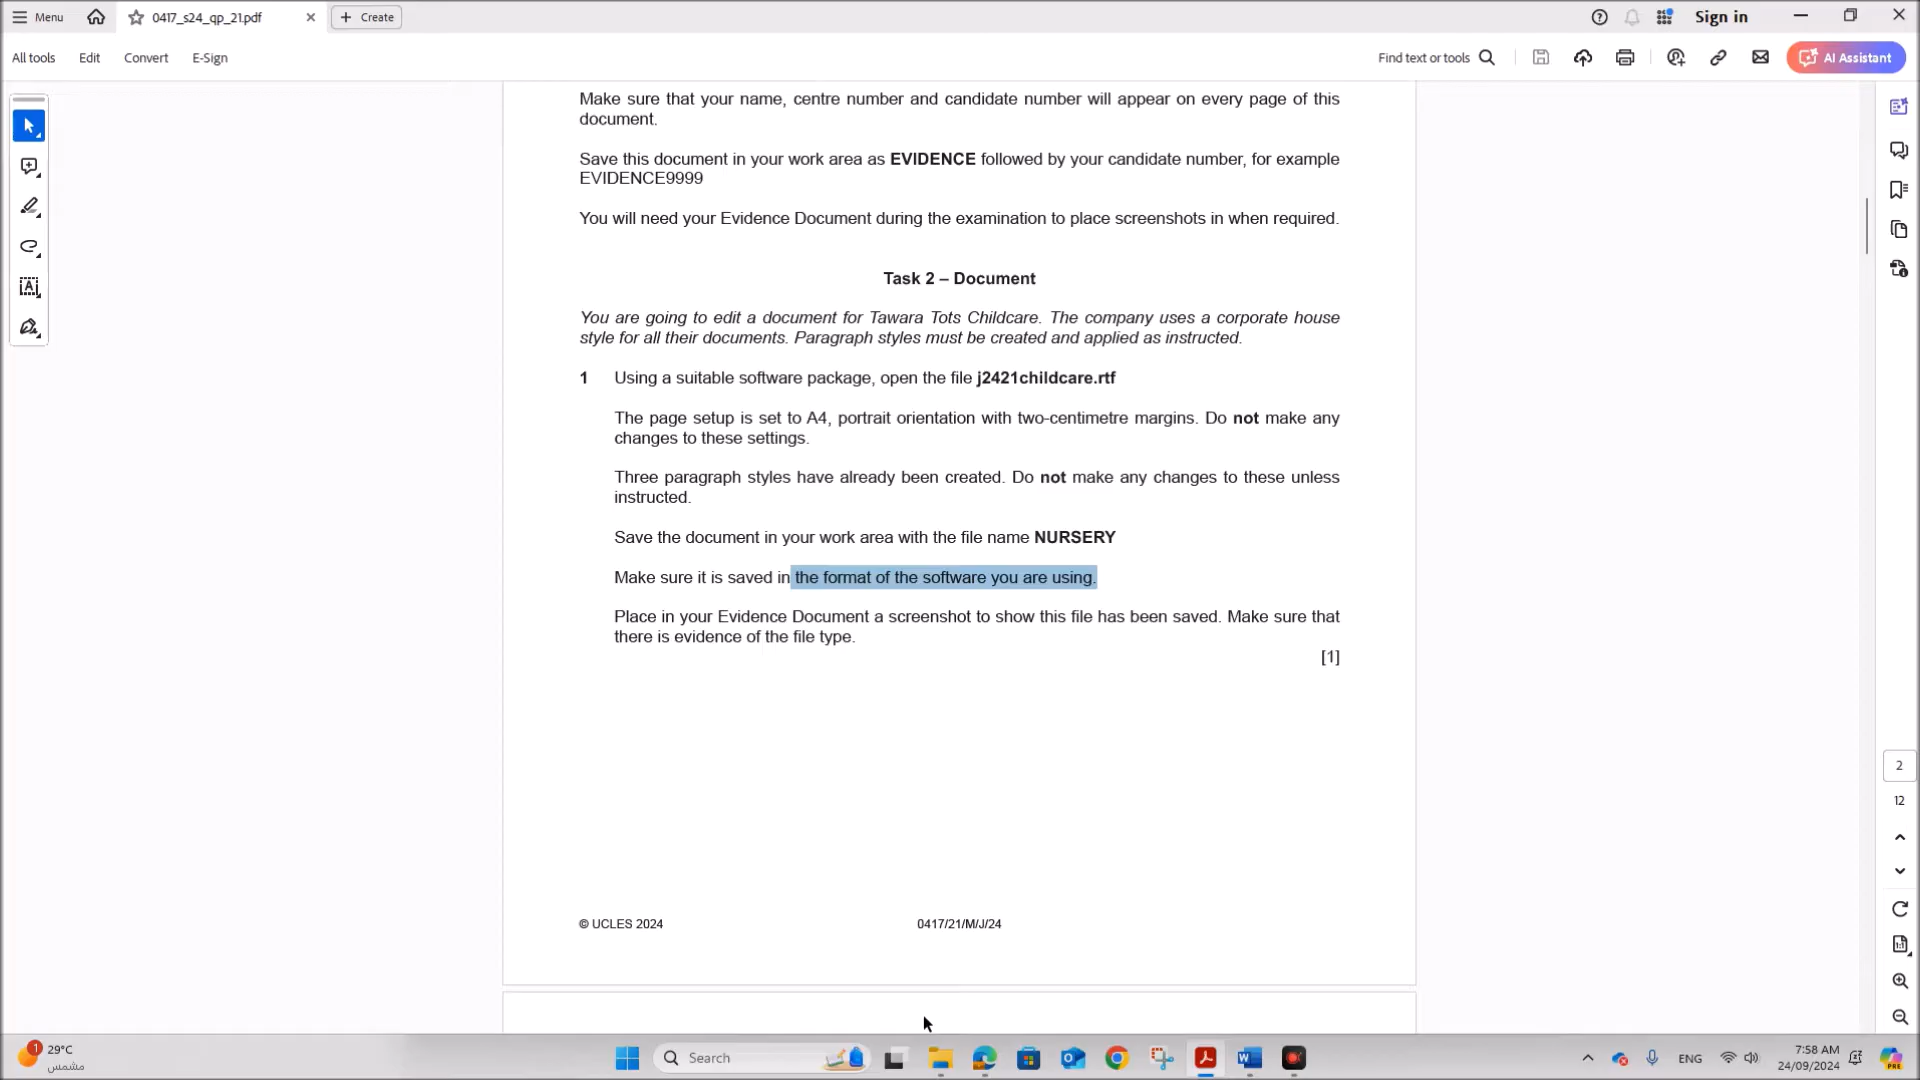 Menu
0417_s24_qp_21.pdf
Create
Sign in
All tools
Edit
Convert
E-Sign
Find text or tools
AI Assistant
Make sure that your name, centre number and candidate number will appear on every page of this
document.
Save this document in your work area as EVIDENCE followed by your candidate number, for example
EVIDENCE9999
You will need your Evidence Document during the examination to place screenshots in when required.
Task 2 – Document
You are going to edit a document for Tawara Tots Childcare. The company uses a corporate house
style for all their documents. Paragraph styles must be created and applied as instructed.
1 Using a suitable software package, open the file j2421childcare.rtf
The page setup is set to A4, portrait orientation with two-centimetre margins. Do not make any
changes to these settings.
Three paragraph styles have already been created. Do not make any changes to these unless
instructed.
Save the document in your work area with the file name NURSERY
Make sure it is saved in the format of the software you are using.
Place in your Evidence Document a screenshot to show this file has been saved. Make sure that
there is evidence of the file type.
[1]
© UCLES 2024
0417/21/M/J/24
2
12
1
29°C
مشمس
Search
ENG
7:58 AM
24/09/2024
PRE